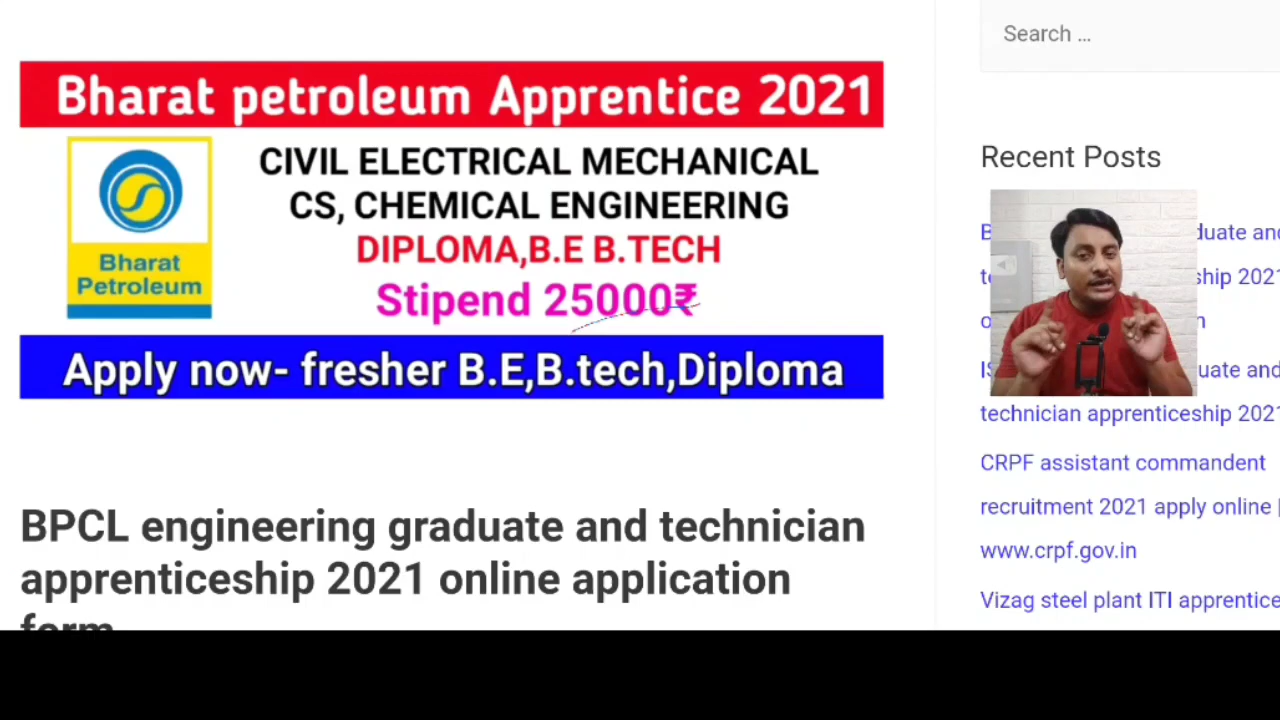 Bharat petroleum Apprentice 2021
Bharat
Petroleum
CIVIL ELECTRICAL MECHANICAL
CS, CHEMICAL ENGINEERING
DIPLOMA,B.E B.TECH
Stipend 25000₹
Apply now- fresher B.E,B.tech,Diploma
BPCL engineering graduate and technician
apprenticeship 2021 online application
form
Search …
Recent Posts
technician apprenticeship 2021
CRPF assistant commandent
recruitment 2021 apply online |
www.crpf.gov.in
Vizag steel plant ITI apprentice